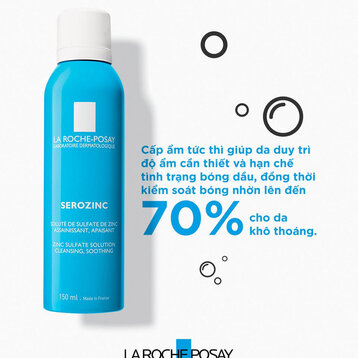 LA ROCHE-POSAY
LABORATOIRE DERMATOLOGIQUE
SEROZINC
SOLUTÉ DE SULFATE DE ZINC
ASSAINISSANT, APAISANT
ZINC SULFATE SOLUTION
CLEANSING, SOOTHING
150 ml - Made in France
Cấp ẩm tức thì giúp da duy trì
độ ẩm cần thiết và hạn chế
tình trạng bóng dầu, đồng thời
kiểm soát bóng nhờn lên đến
70% cho da
khô thoáng.
LA ROCHE POSAY